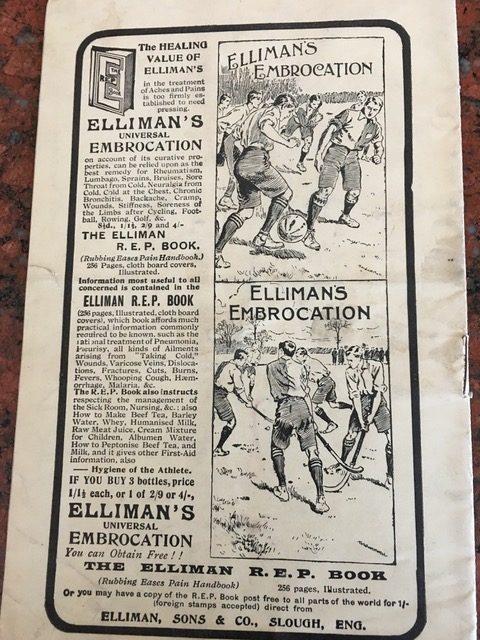 The HEALING
VALUE OF
ELLIMAN'S
in the treatment
of Aches and Pains
is too firmly es-
tablished to need
pressing.
E
R.E.P.
ELLIMAN'S
UNIVERSAL
EMBROCATION
on account of its curative pro-
perties, can be relied upon as the
best remedy for Rheumatism,
Lumbago, Sprains, Bruises, Sore
Throat from Cold, Neuralgia from
Cold, Cold at the Chest, Chronic
Bronchitis, Backache, Cramp,
Wounds, Stiffness, Soreness of
the Limbs after Cycling, Foot-
ball, Rowing, Golf, &c.
8½d., 1/1½, 2/9 and 4/-
THE ELLIMAN
R.E.P. BOOK.
(Rubbing Eases Pain Handbook.)
256 Pages, cloth board covers,
Illustrated.
Information most useful to all
concerned is contained in the
ELLIMAN R.E.P. BOOK
(256 pages, Illustrated, cloth board
covers), which book affords much
practical information commonly
required to be known, such as the
rational treatment of Pneumonia,
Pleurisy, all kinds of Ailments
arising from "Taking Cold,"
Wounds, Varicose Veins, Disloca-
tions, Fractures, Cuts, Burns,
Fevers, Whooping Cough, Hæm-
orrhage, Malaria, &c.
The R.E.P. Book also instructs
respecting the management of
the Sick Room, Nursing, &c.; also
How to Make Beef Tea, Barley
Water, Whey, Humanised Milk,
Raw Meat Juice, Cream Mixture
for Children, Albumen Water,
How to Peptonise Beef Tea, and
Milk, and it gives other First-Aid
information, also
— Hygiene of the Athlete.
IF YOU BUY 3 bottles, price
1/1½ each, or 1 of 2/9 or 4/-,
ELLIMAN'S
UNIVERSAL
EMBROCATION
You can Obtain Free!!
ELLIMAN'S
EMBROCATION
ELLIMAN'S
EMBROCATION
THE ELLIMAN R.E.P. BOOK
(Rubbing Eases Pain Handbook) 256 pages, Illustrated.
Or you may have a copy of the R.E.P. Book post free to all parts of the world for 1/-
(foreign stamps accepted) direct from
ELLIMAN, SONS & CO., SLOUGH, ENG.